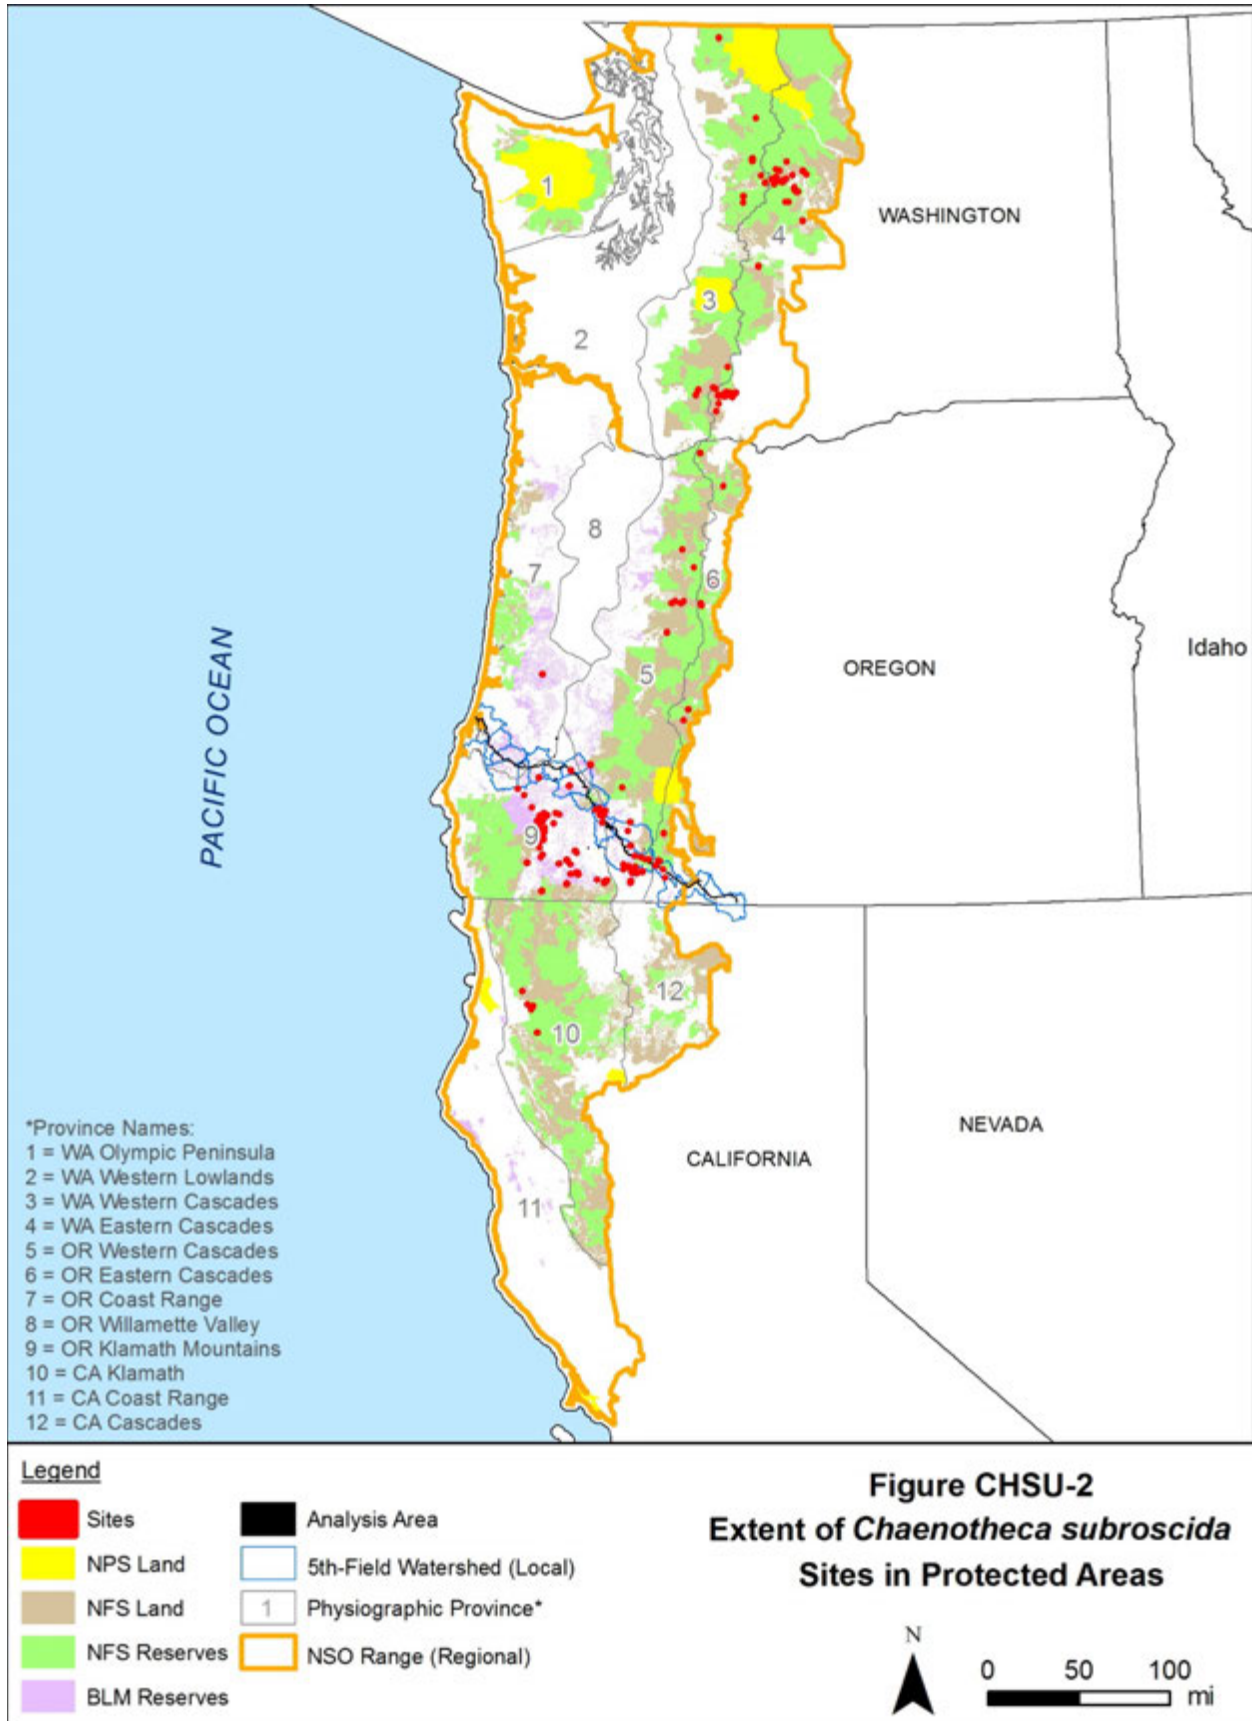 1
WASHINGTON
4
3
2
8
7
6
Idaho
PACIFIC OCEAN
5
OREGON
9
12
10
*Province Names:
1 = WA Olympic Peninsula
2 = WA Western Lowlands
3 = WA Western Cascades
4 = WA Eastern Cascades
5 = OR Western Cascades
6 = OR Eastern Cascades
7 = OR Coast Range
8 = OR Willamette Valley
9 = OR Klamath Mountains
10 = CA Klamath
11 = CA Coast Range
12 = CA Cascades
NEVADA
CALIFORNIA
11
Legend
Sites
NPS Land
NFS Land
NFS Reserves
BLM Reserves
Analysis Area
5th-Field Watershed (Local)
1 Physiographic Province*
NSO Range (Regional)
Figure CHSU-2
Extent of Chaenotheca subroscida
Sites in Protected Areas
N
0 50 100
mi